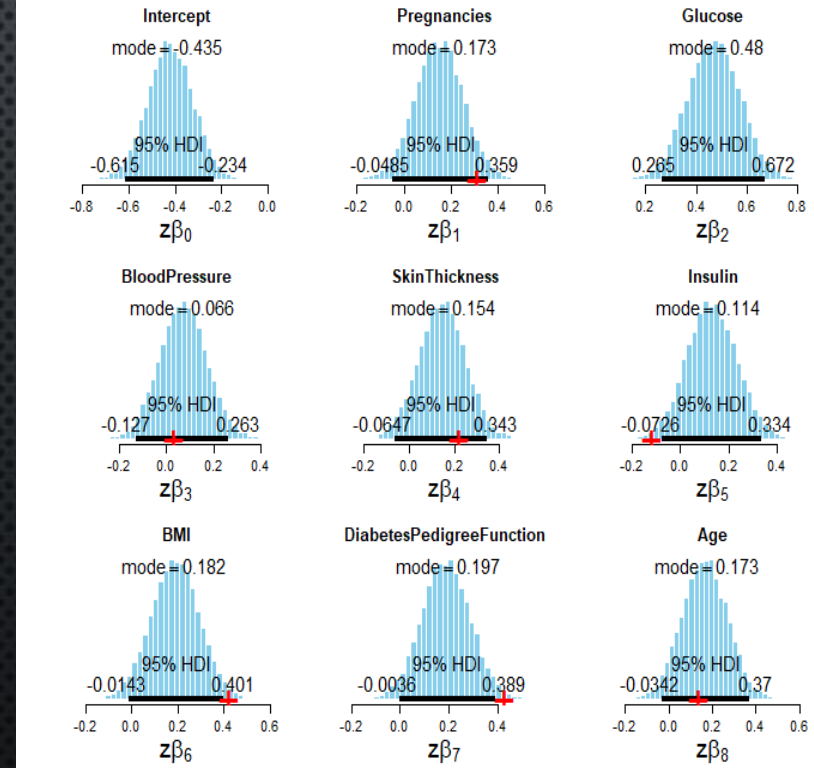 Intercept Pregnancies Glucose
mode = -0.435 mode = 0.173 mode = 0.48
95% HDI 95% HDI 95% HDI
-0.615 -0.234 -0.0485 0.359 0.265 0.672
-0.8 -0.6 -0.4 -0.2 0.0 -0.2 0.0 0.2 0.4 0.6 0.2 0.4 0.6 0.8
zβ0 zβ1 zβ2
BloodPressure SkinThickness Insulin
mode = 0.066 mode = 0.154 mode = 0.114
95% HDI 95% HDI 95% HDI
-0.127 0.263 -0.0647 0.343 -0.0726 0.334
-0.2 0.0 0.2 0.4 -0.2 0.0 0.2 0.4 -0.2 0.0 0.2 0.4
zβ3 zβ4 zβ5
BMI DiabetesPedigreeFunction Age
mode = 0.182 mode = 0.197 mode = 0.173
95% HDI 95% HDI 95% HDI
-0.0143 0.401 -0.0036 0.389 -0.0342 0.37
-0.2 0.0 0.2 0.4 0.6 -0.2 0.0 0.2 0.4 -0.2 0.0 0.2 0.4 0.6
zβ6 zβ7 zβ8